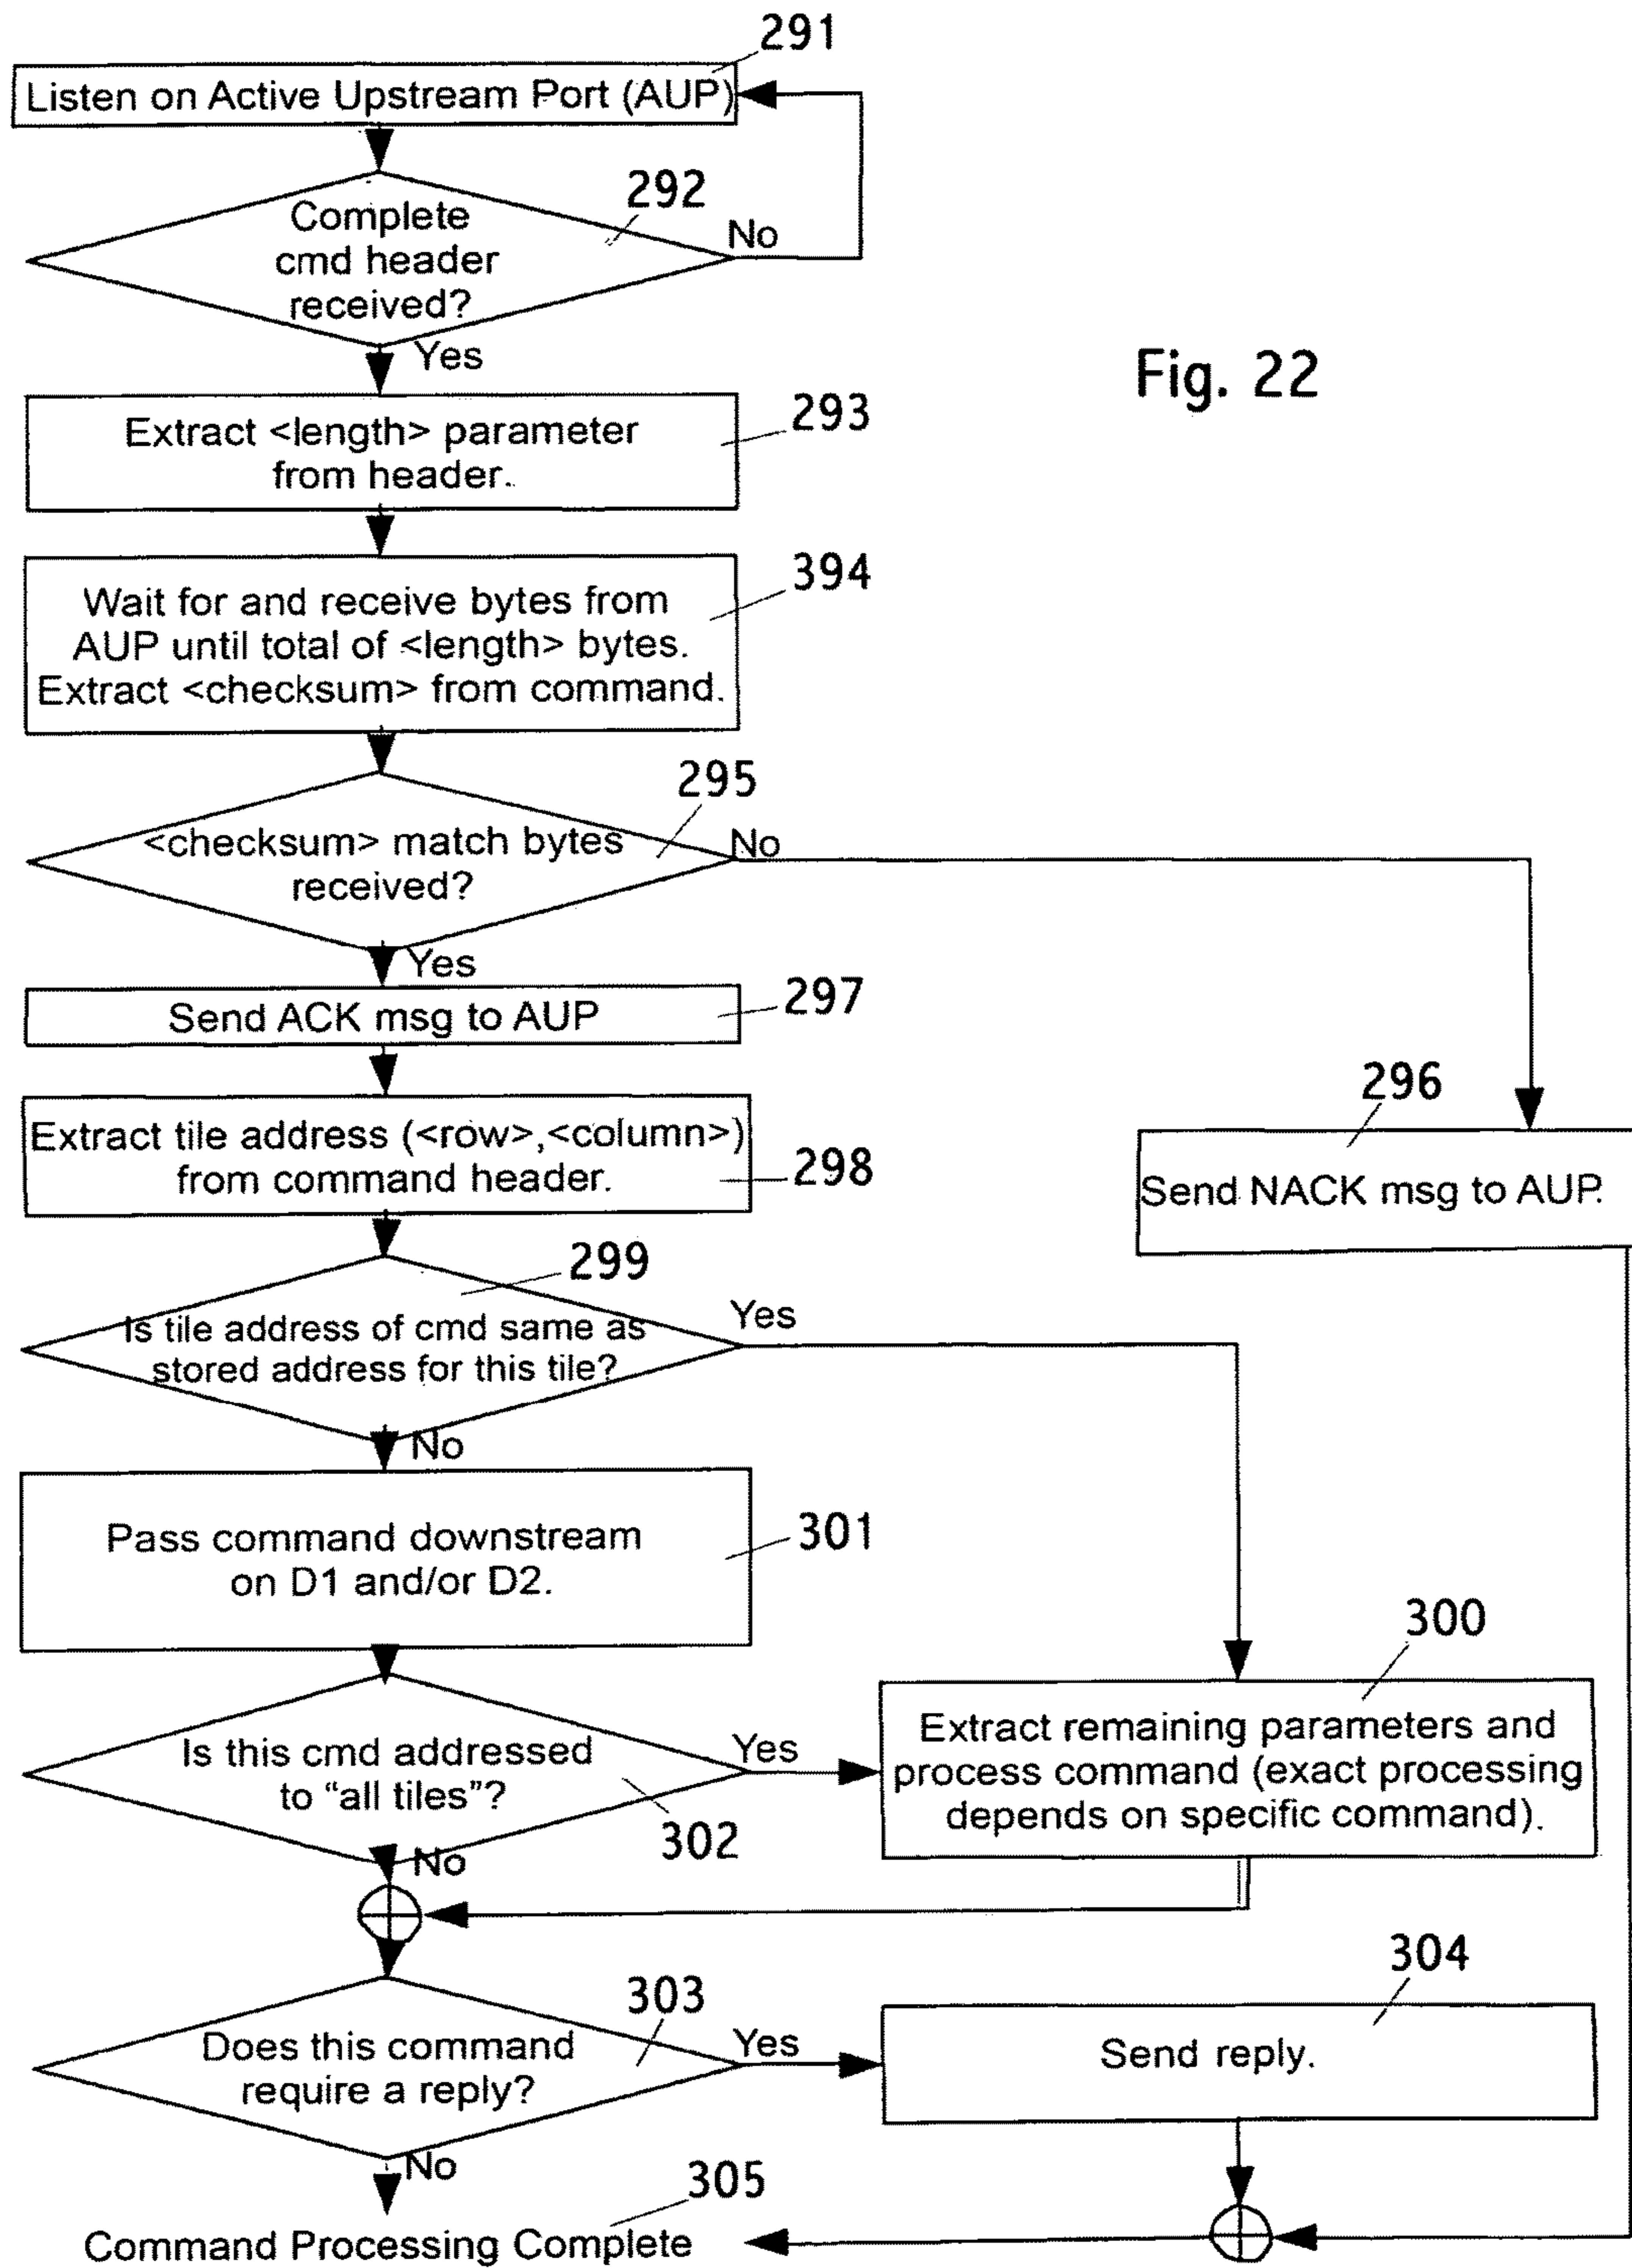 291
Listen on Active Upstream Port (AUP)
292
Complete
cmd header
received?
No
Yes
Fig. 22
293
Extract <length> parameter
from header.
394
Wait for and receive bytes from
AUP until total of <length> bytes.
Extract <checksum> from command.
295
<checksum> match bytes
received?
No
Yes
297
Send ACK msg to AUP
296
Send NACK msg to AUP.
Extract tile address (<row>,<column>)
from command header.
298
299
Is tile address of cmd same as
stored address for this tile?
Yes
No
Pass command downstream
on D1 and/or D2.
301
300
Extract remaining parameters and
process command (exact processing
depends on specific command).
Is this cmd addressed
to “all tiles”?
Yes
302
No
303
Does this command
require a reply?
Yes
304
Send reply.
No
305
Command Processing Complete